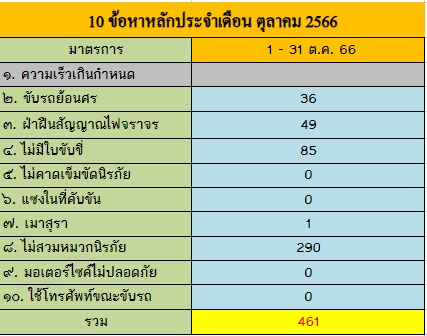 10 ข้อหาหลักประจำเดือน ตุลาคม 2566
มาตรการ 1 - 31 ต.ค. 66
๑. ความเร็วเกินกำหนด
๒. ขับรถย้อนศร 36
๓. ฝ่าฝืนสัญญาณไฟจราจร 49
๔. ไม่มีใบขับขี่ 85
๕. ไม่คาดเข็มขัดนิรภัย 0
๖. แซงในที่คับขัน 0
๗. เมาสุรา 1
๘. ไม่สวมหมวกนิรภัย 290
๙. มอเตอร์ไซค์ไม่ปลอดภัย 0
๑๐. ใช้โทรศัพท์ขณะขับรถ 0
รวม 461